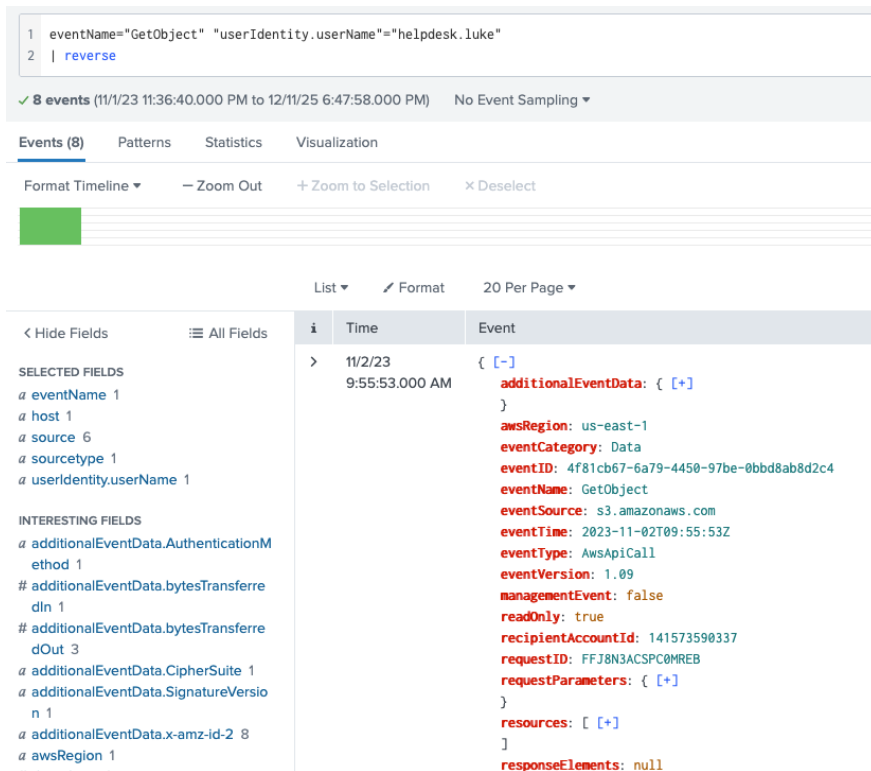 1 eventName="GetObject" "userIdentity.userName"="helpdesk.luke"
2 | reverse
✓ 8 events (11/1/23 11:36:40.000 PM to 12/11/25 6:47:58.000 PM) No Event Sampling ▾
Events (8) Patterns Statistics Visualization
Format Timeline ▾ — Zoom Out + Zoom to Selection × Deselect
List ▾ Format 20 Per Page ▾
< Hide Fields All Fields
SELECTED FIELDS
a eventName 1
a host 1
a source 6
a sourcetype 1
a userIdentity.userName 1
INTERESTING FIELDS
a additionalEventData.AuthenticationM
ethod 1
# additionalEventData.bytesTransferre
dIn 1
# additionalEventData.bytesTransferre
dOut 3
a additionalEventData.CipherSuite 1
a additionalEventData.SignatureVersio
n 1
a additionalEventData.x-amz-id-2 8
a awsRegion 1
i Time Event
> 11/2/23
9:55:53.000 AM
{ [-]
additionalEventData: { [+]
}
awsRegion: us-east-1
eventCategory: Data
eventID: 4f81cb67-6a79-4450-97be-0bbd8ab8d2c4
eventName: GetObject
eventSource: s3.amazonaws.com
eventTime: 2023-11-02T09:55:53Z
eventType: AwsApiCall
eventVersion: 1.09
managementEvent: false
readOnly: true
recipientAccountId: 141573590337
requestID: FFJ8N3ACSPC0MREB
requestParameters: { [+]
}
resources: [ [+]
]
responseElements: null